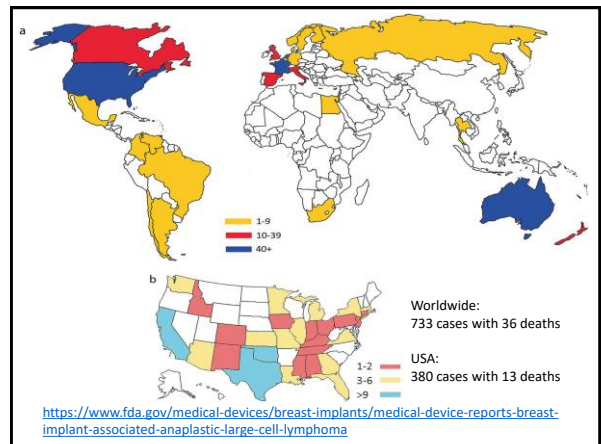 a
1-9
10-39
40+
b
1-2
3-6
>9
Worldwide:
733 cases with 36 deaths
USA:
380 cases with 13 deaths
https://www.fda.gov/medical-devices/breast-implants/medical-device-reports-breast-
implant-associated-anaplastic-large-cell-lymphoma